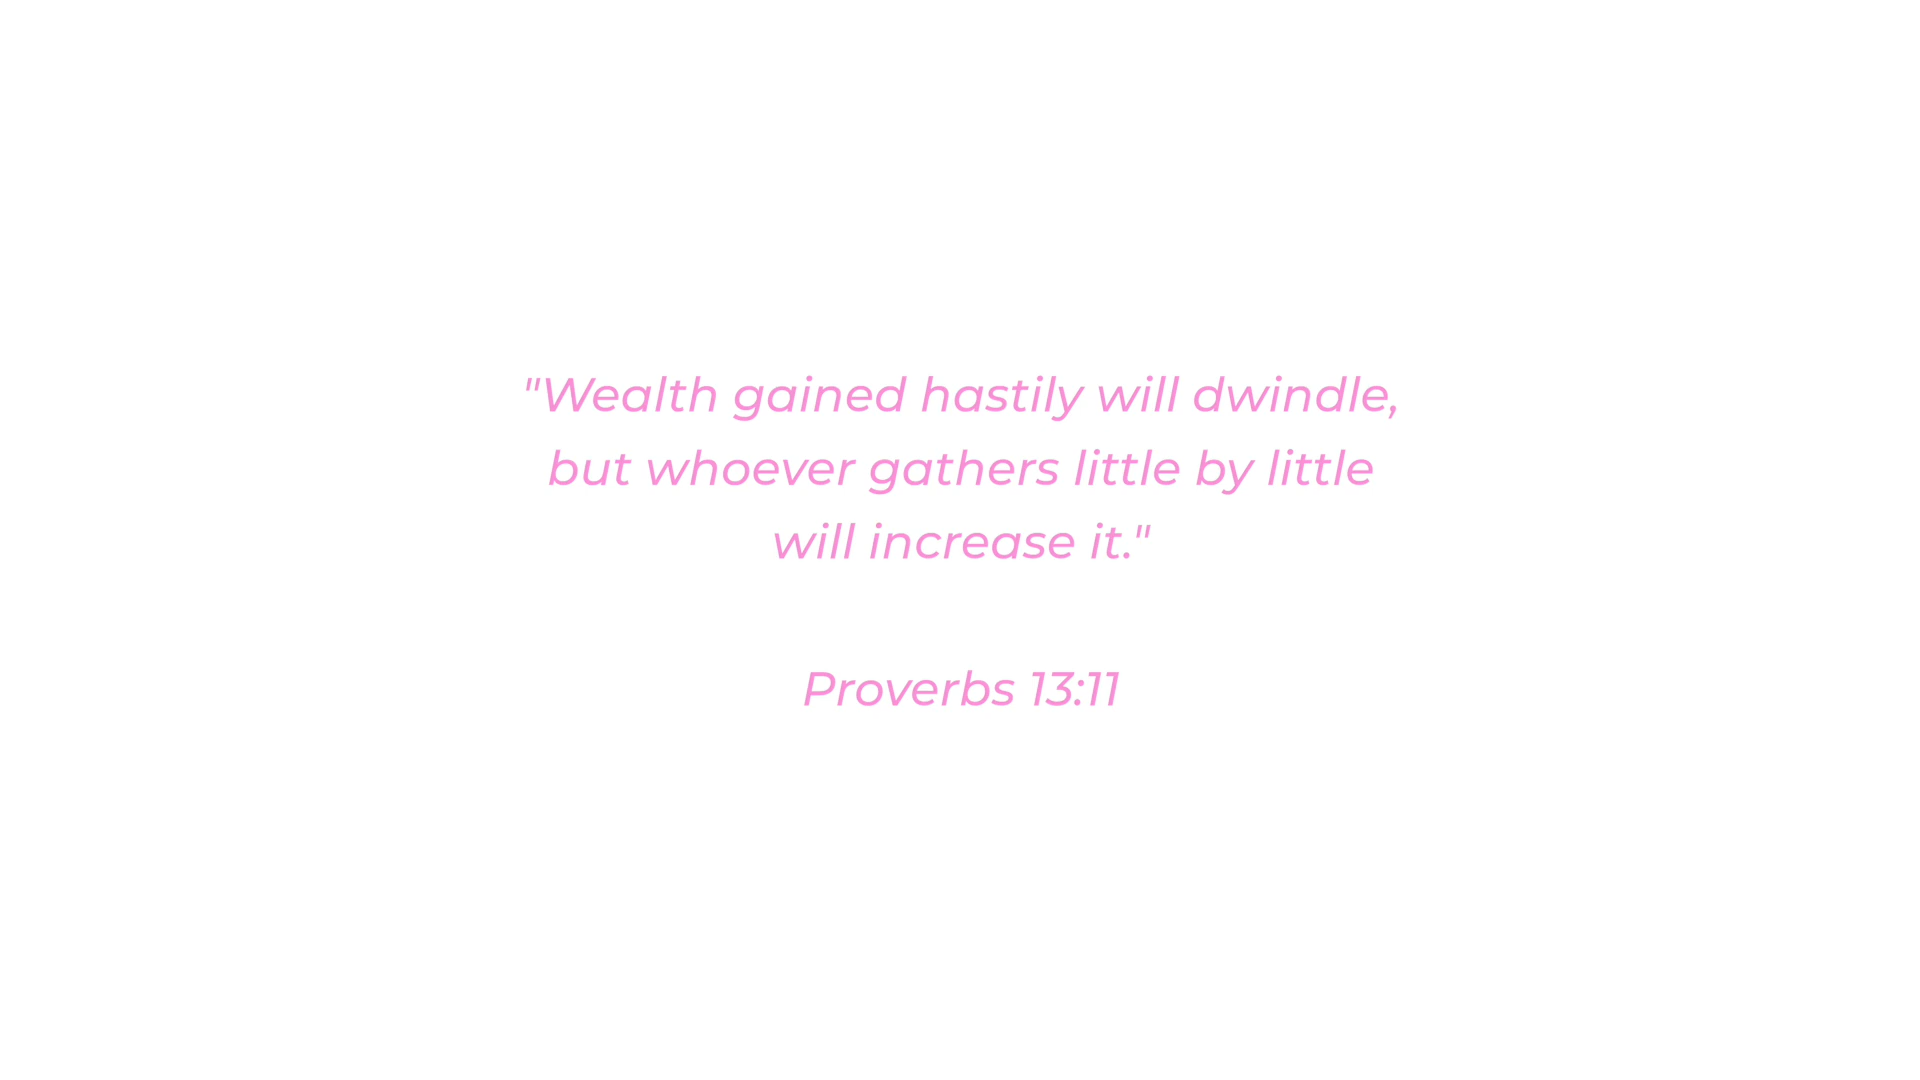 "Wealth gained hastily will dwindle,
but whoever gathers little by little
will increase it."
Proverbs 13:11